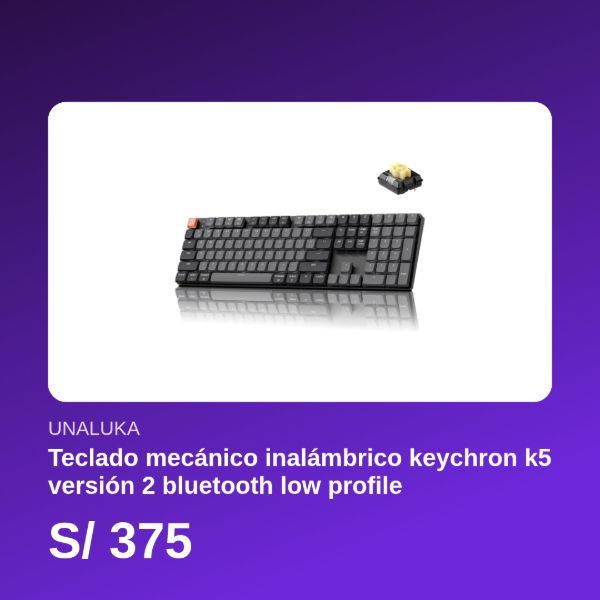 UNALUKA
Teclado mecánico inalámbrico keychron k5
versión 2 bluetooth low profile
S/ 375